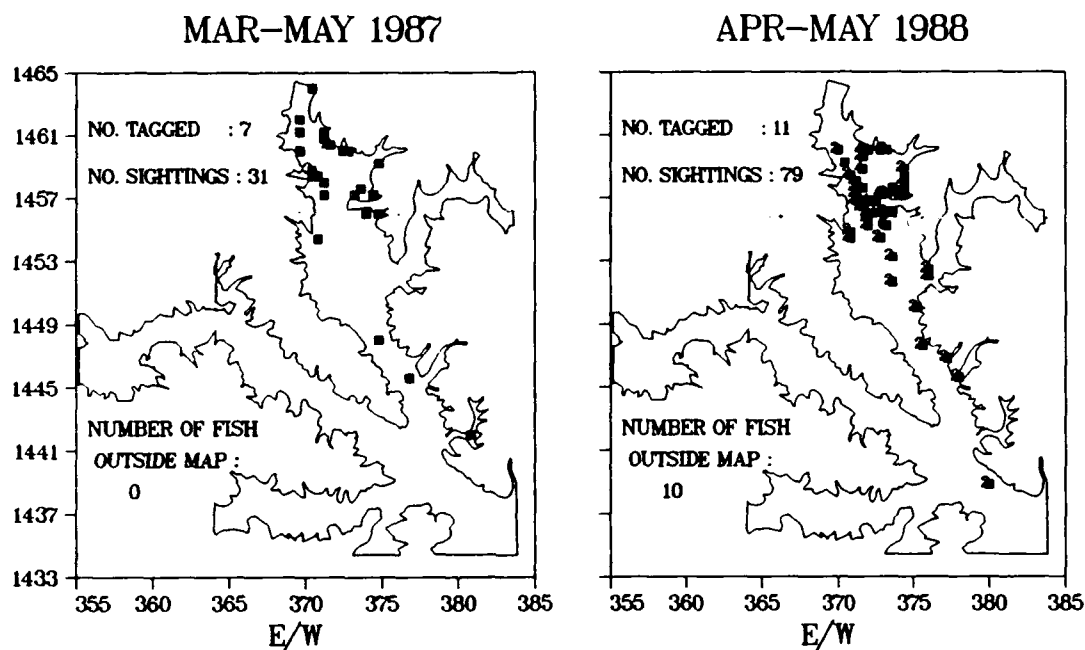 MAR-MAY 1987
APR-MAY 1988
1465
1461
1457
1453
1449
1445
1441
1437
1433
NO. TAGGED : 7
NO. SIGHTINGS : 31
NUMBER OF FISH
OUTSIDE MAP :
0
355 360 365 370 375 380 385
E/W
NO. TAGGED : 11
NO. SIGHTINGS : 79
NUMBER OF FISH
OUTSIDE MAP :
10
355 360 365 370 375 380 385
E/W